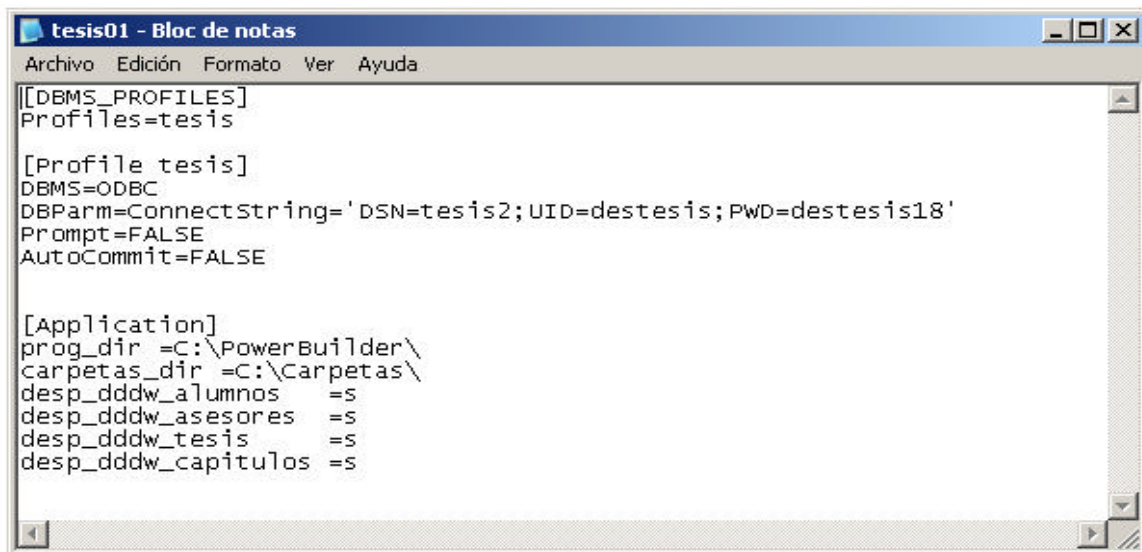 tesis01 - Bloc de notas
Archivo Edición Formato Ver Ayuda
[DBMS_PROFILES]
Profiles=tesis
[Profile tesis]
DBMS=ODBC
DBParm=ConnectString='DSN=tesis2;UID=destesis;PWD=destesis18'
Prompt=FALSE
AutoCommit=FALSE
[Application]
prog_dir =C:\PowerBuilder\
carpetas_dir =C:\Carpetas\
desp_dddw_alumnos =s
desp_dddw_asesores =s
desp_dddw_tesis =s
desp_dddw_capitulos =s